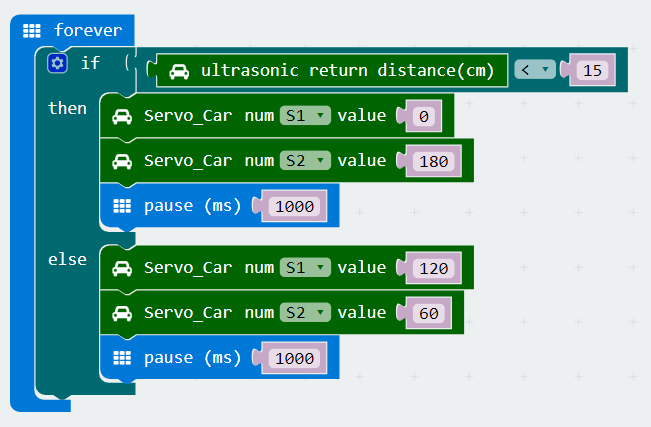 forever
if ultrasonic return distance(cm) < 15
then
Servo_Car num S1 value 0
Servo_Car num S2 value 180
pause (ms) 1000
else
Servo_Car num S1 value 120
Servo_Car num S2 value 60
pause (ms) 1000